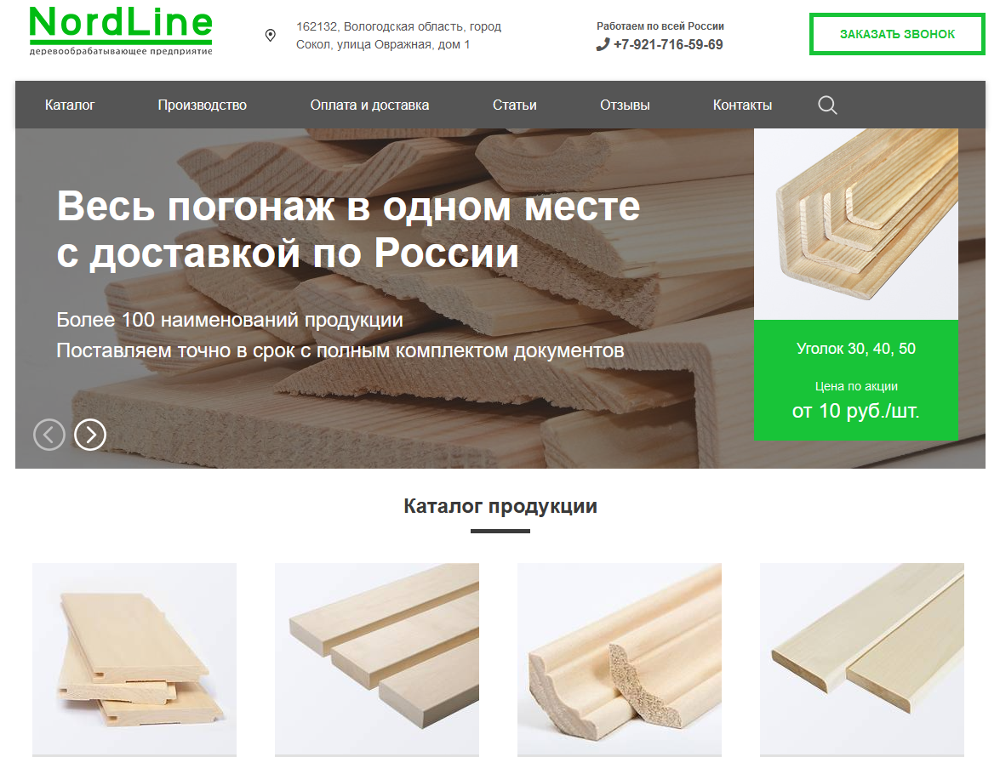 NordLine
деревообрабатывающее предприятие
162132, Вологодская область, город
Сокол, улица Овражная, дом 1
Работаем по всей России
+7-921-716-59-69
ЗАКАЗАТЬ ЗВОНОК
Каталог
Производство
Оплата и доставка
Статьи
Отзывы
Контакты
Весь погонаж в одном месте
с доставкой по России
Более 100 наименований продукции
Поставляем точно в срок с полным комплектом документов
Уголок 30, 40, 50
Цена по акции
от 10 руб./шт.
Каталог продукции